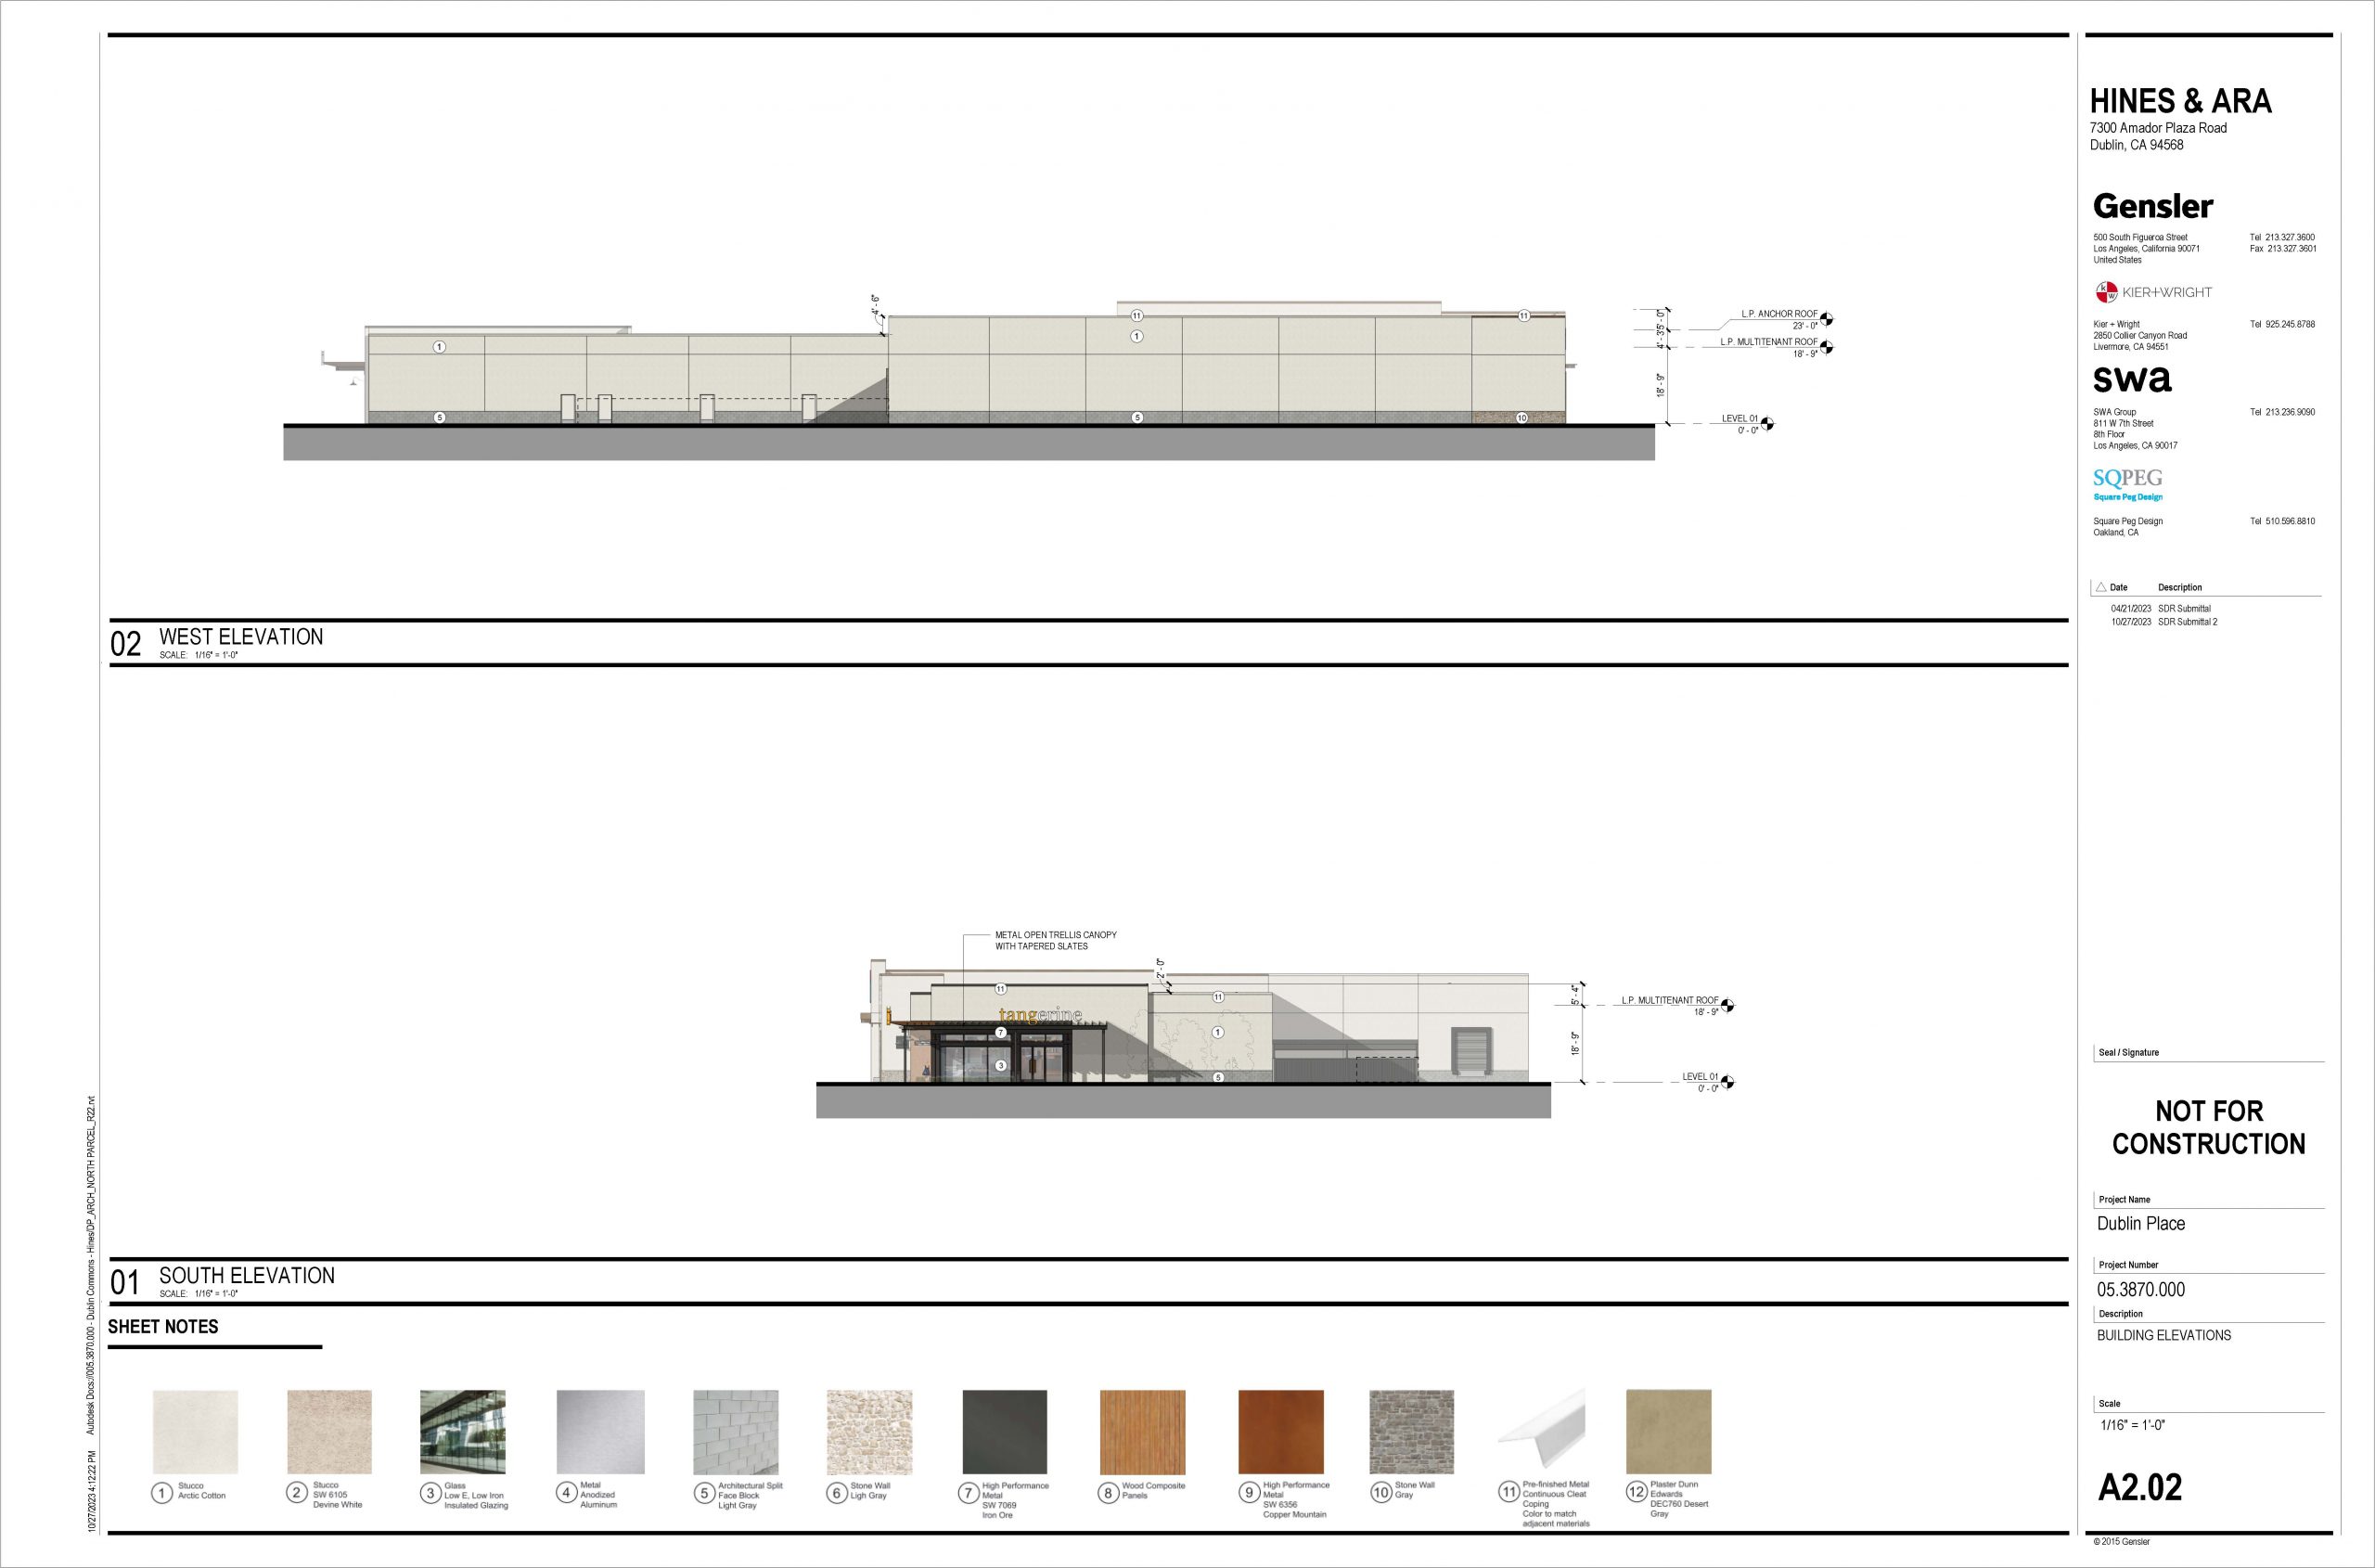 4' - 6"
11
11
1
1
5
5
10
4' - 3"
5' - 0"
18' - 9"
L.P. ANCHOR ROOF
23' - 0"
L.P. MULTITENANT ROOF
18' - 9"
LEVEL 01
0' - 0"
02
WEST ELEVATION
SCALE: 1/16" = 1'-0"
METAL OPEN TRELLIS CANOPY
WITH TAPERED SLATES
2' - 0"
11
11
tangerine
7
1
3
5
5' - 4"
18' - 9"
L.P. MULTITENANT ROOF
18' - 9"
LEVEL 01
0' - 0"
01
SOUTH ELEVATION
SCALE: 1/16" = 1'-0"
SHEET NOTES
1 Stucco
Arctic Cotton
2 Stucco
SW 6105
Devine White
3 Glass
Low E, Low Iron
Insulated Glazing
4 Metal
Anodized
Aluminum
5 Architectural Split
Face Block
Light Gray
6 Stone Wall
Ligh Gray
7 High Performance
Metal
SW 7069
Iron Ore
8 Wood Composite
Panels
9 High Performance
Metal
SW 6356
Copper Mountain
10 Stone Wall
Gray
11 Pre-finished Metal
Continuous Cleat
Coping
Color to match
adjacent materials
12 Plaster Dunn
Edwards
DEC760 Desert
Gray
10/27/2023 4:12:22 PM Autodesk Docs://005.3870.000 - Dublin Commons - Hines/DP_ARCH_NORTH PARCEL_R22.rvt
HINES & ARA
7300 Amador Plaza Road
Dublin, CA 94568
Gensler
500 South Figueroa Street Tel 213.327.3600
Los Angeles, California 90071 Fax 213.327.3601
United States
K W KIER+WRIGHT
Kier + Wright Tel 925.245.8788
2850 Collier Canyon Road
Livermore, CA 94551
swa
SWA Group Tel 213.236.9090
811 W 7th Street
8th Floor
Los Angeles, CA 90017
SQPEG
Square Peg Design
Square Peg Design Tel 510.596.8810
Oakland, CA
Date Description
04/21/2023 SDR Submittal
10/27/2023 SDR Submittal 2
Seal / Signature
NOT FOR
CONSTRUCTION
Project Name
Dublin Place
Project Number
05.3870.000
Description
BUILDING ELEVATIONS
Scale
1/16" = 1'-0"
A2.02
© 2015 Gensler